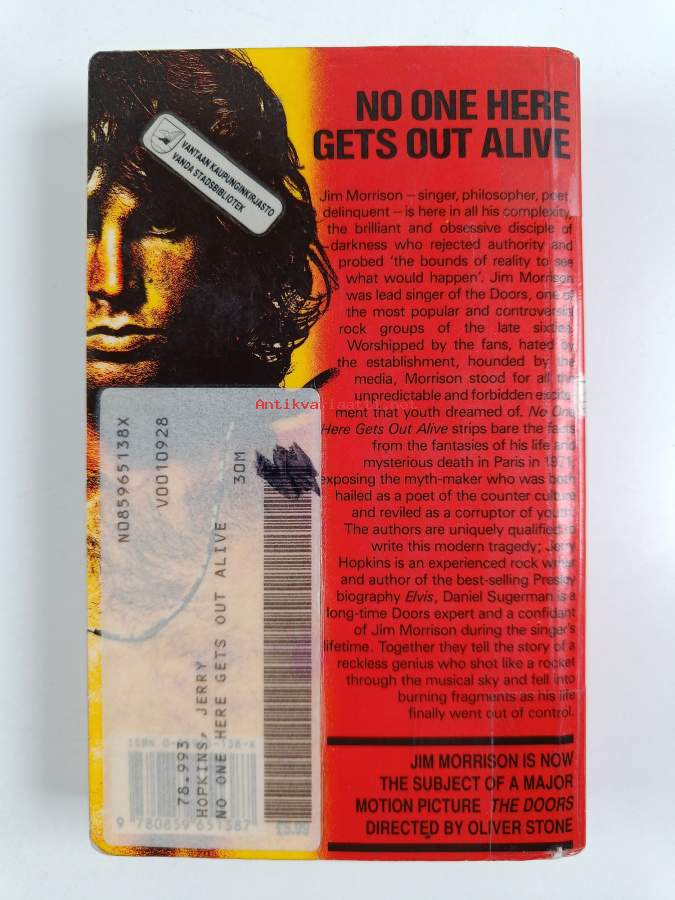 NO ONE HERE
GETS OUT ALIVE
Jim Morrison – singer, philosopher, poet,
delinquent – is here in all his complexity,
the brilliant and obsessive disciple of
darkness who rejected authority and
probed 'the bounds of reality to see
what would happen'. Jim Morrison
was lead singer of the Doors, one of
the most popular and controversial
rock groups of the late sixties.
Worshipped by the fans, hated by
the establishment, hounded by the
media, Morrison stood for all the
unpredictable and forbidden excite-
ment that youth dreamed of. No One
Here Gets Out Alive strips bare the facts
from the fantasies of his life and
mysterious death in Paris in 1971,
exposing the myth-maker who was both
hailed as a poet of the counter culture
and reviled as a corruptor of youth.
The authors are uniquely qualified to
write this modern tragedy; Jerry
Hopkins is an experienced rock writer
and author of the best-selling Presley
biography Elvis, Daniel Sugerman is a
long-time Doors expert and a confidant
of Jim Morrison during the singer's
lifetime. Together they tell the story of a
reckless genius who shot like a rocket
through the musical sky and fell into
burning fragments as his life
finally went out of control.
JIM MORRISON IS NOW
THE SUBJECT OF A MAJOR
MOTION PICTURE THE DOORS
DIRECTED BY OLIVER STONE
VANTAAN KAUPUNGINKIRJASTO
VANDA STADSBIBLIOTEK
N085965138X
V0010928
30M
78.993
HOPKINS, JERRY
NO ONE HERE GETS OUT ALIVE
ISBN 0-
138-X
9 780859 651387
£5.99